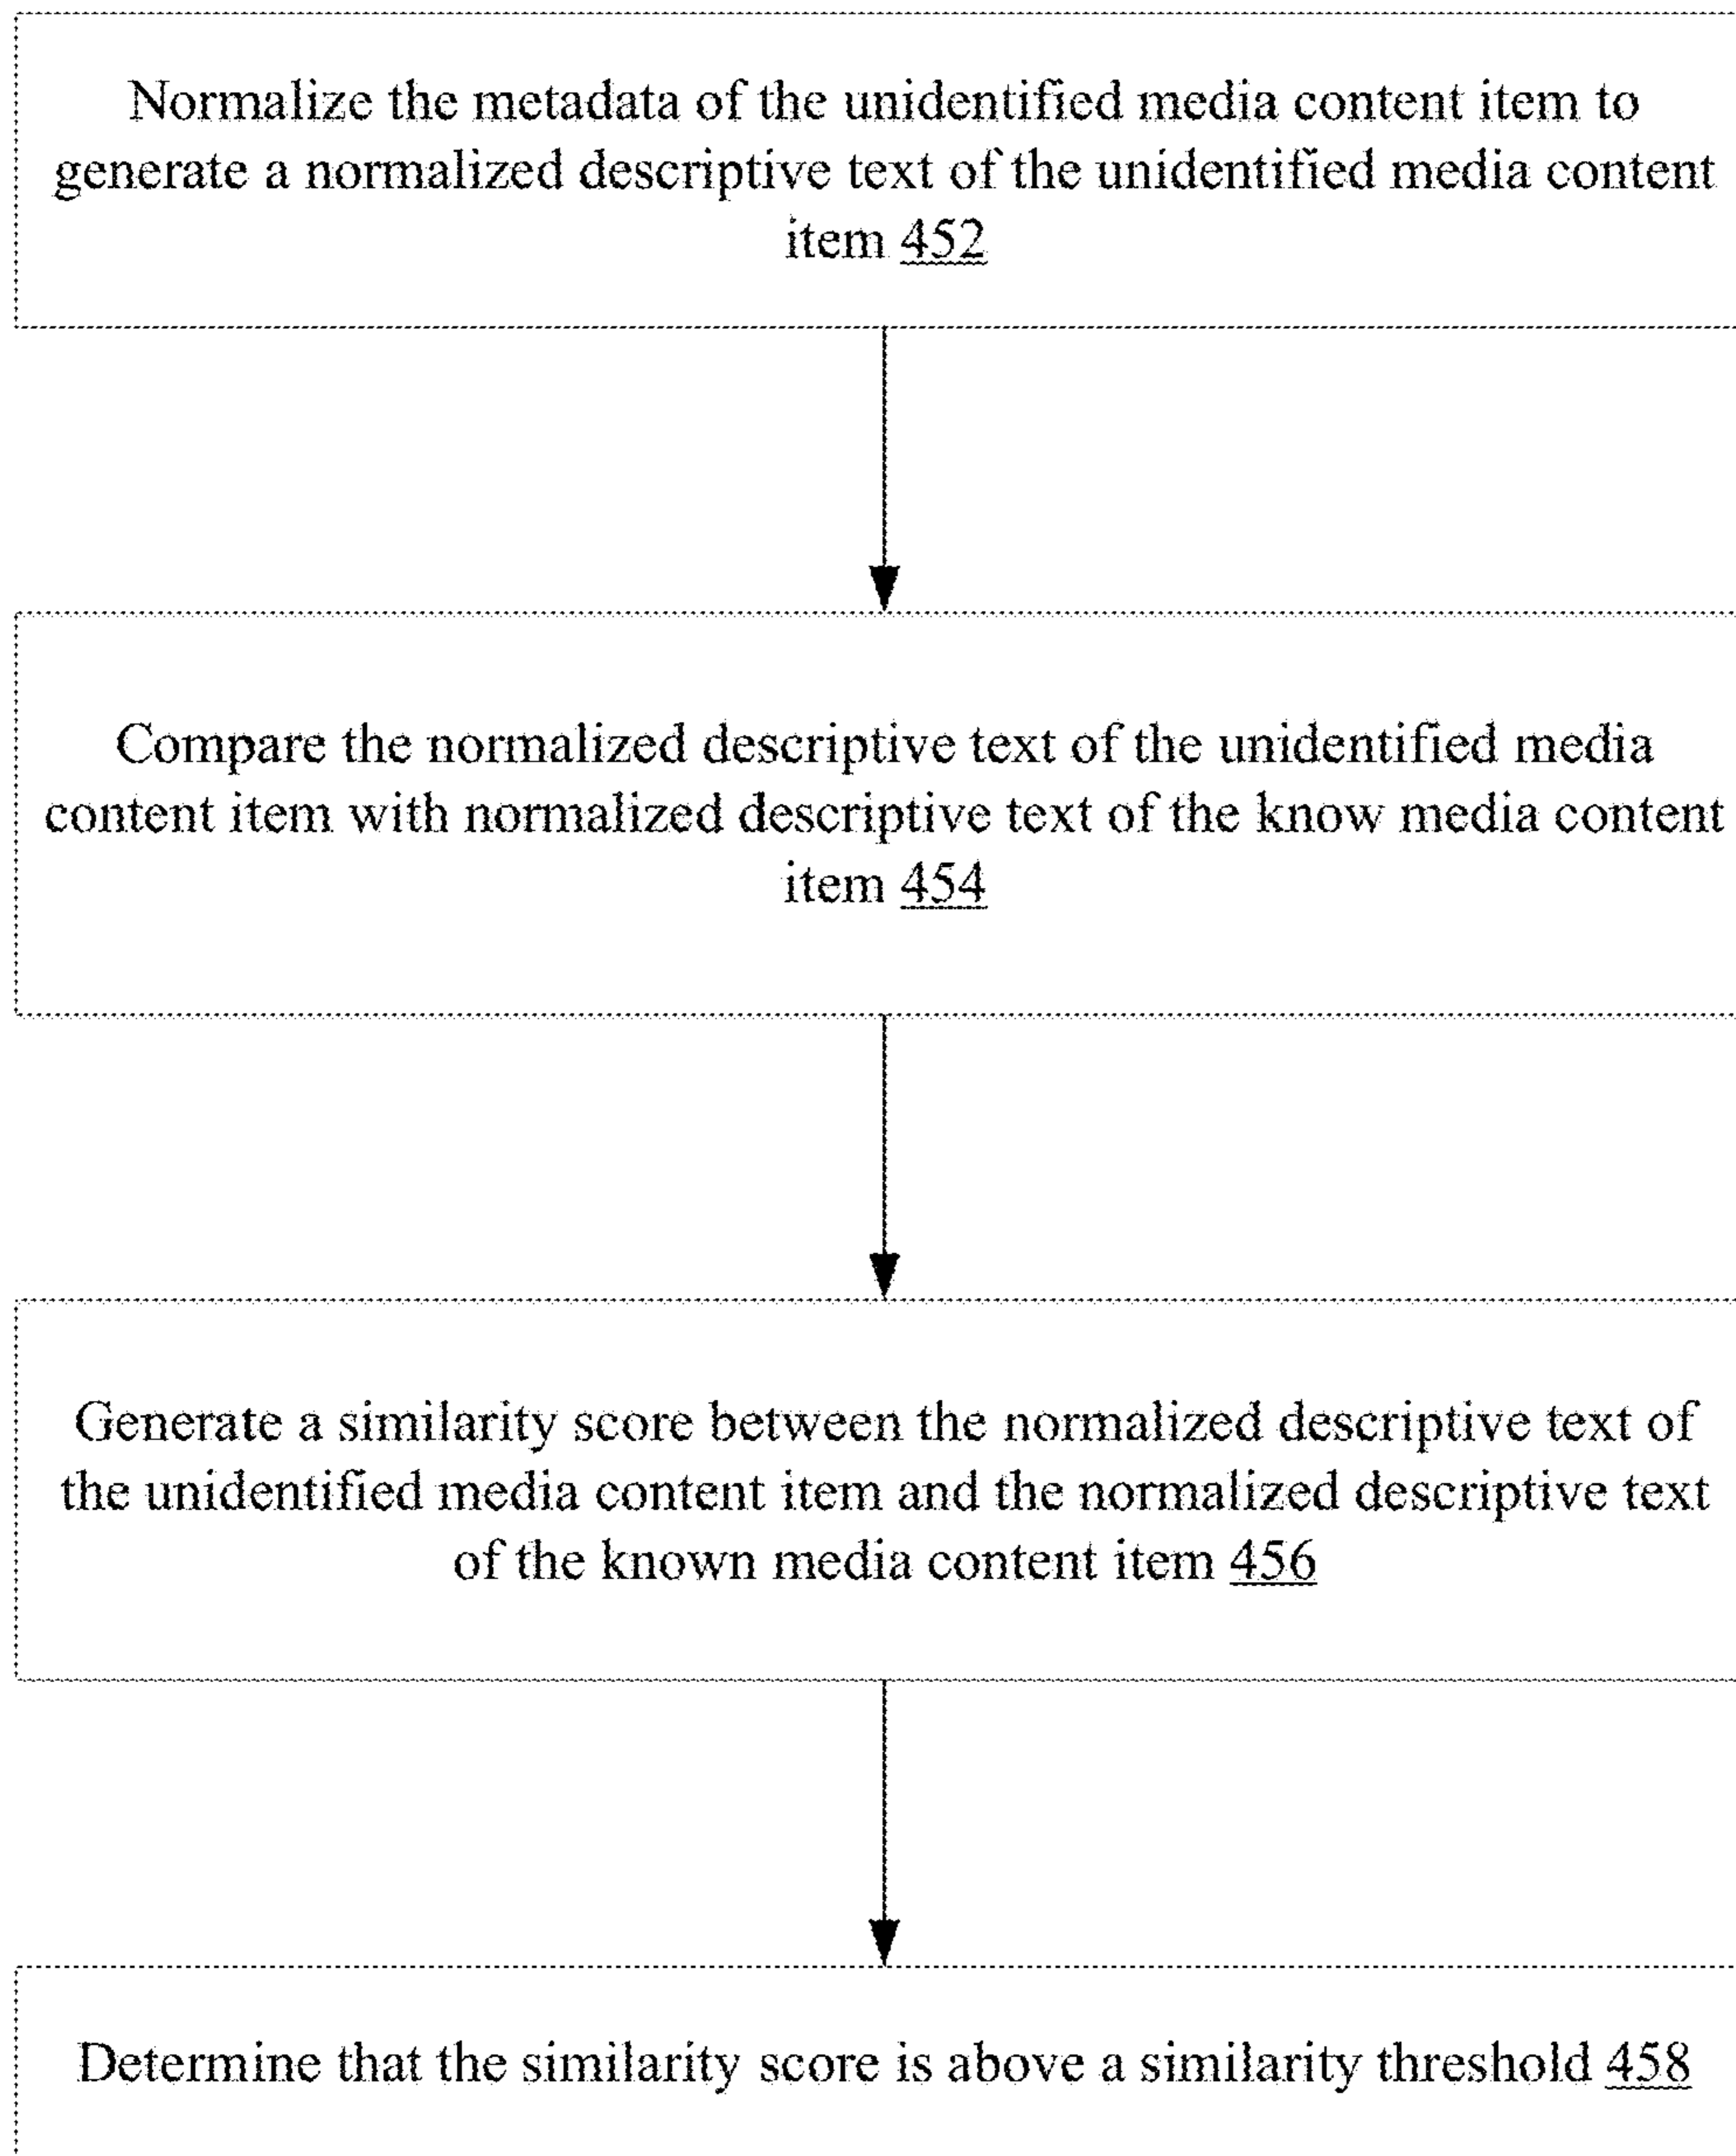 Normalize the metadata of the unidentified media content item to
generate a normalized descriptive text of the unidentified media content
item 452
Compare the normalized descriptive text of the unidentified media
content item with normalized descriptive text of the know media content
item 454
Generate a similarity score between the normalized descriptive text of
the unidentified media content item and the normalized descriptive text
of the known media content item 456
Determine that the similarity score is above a similarity threshold 458